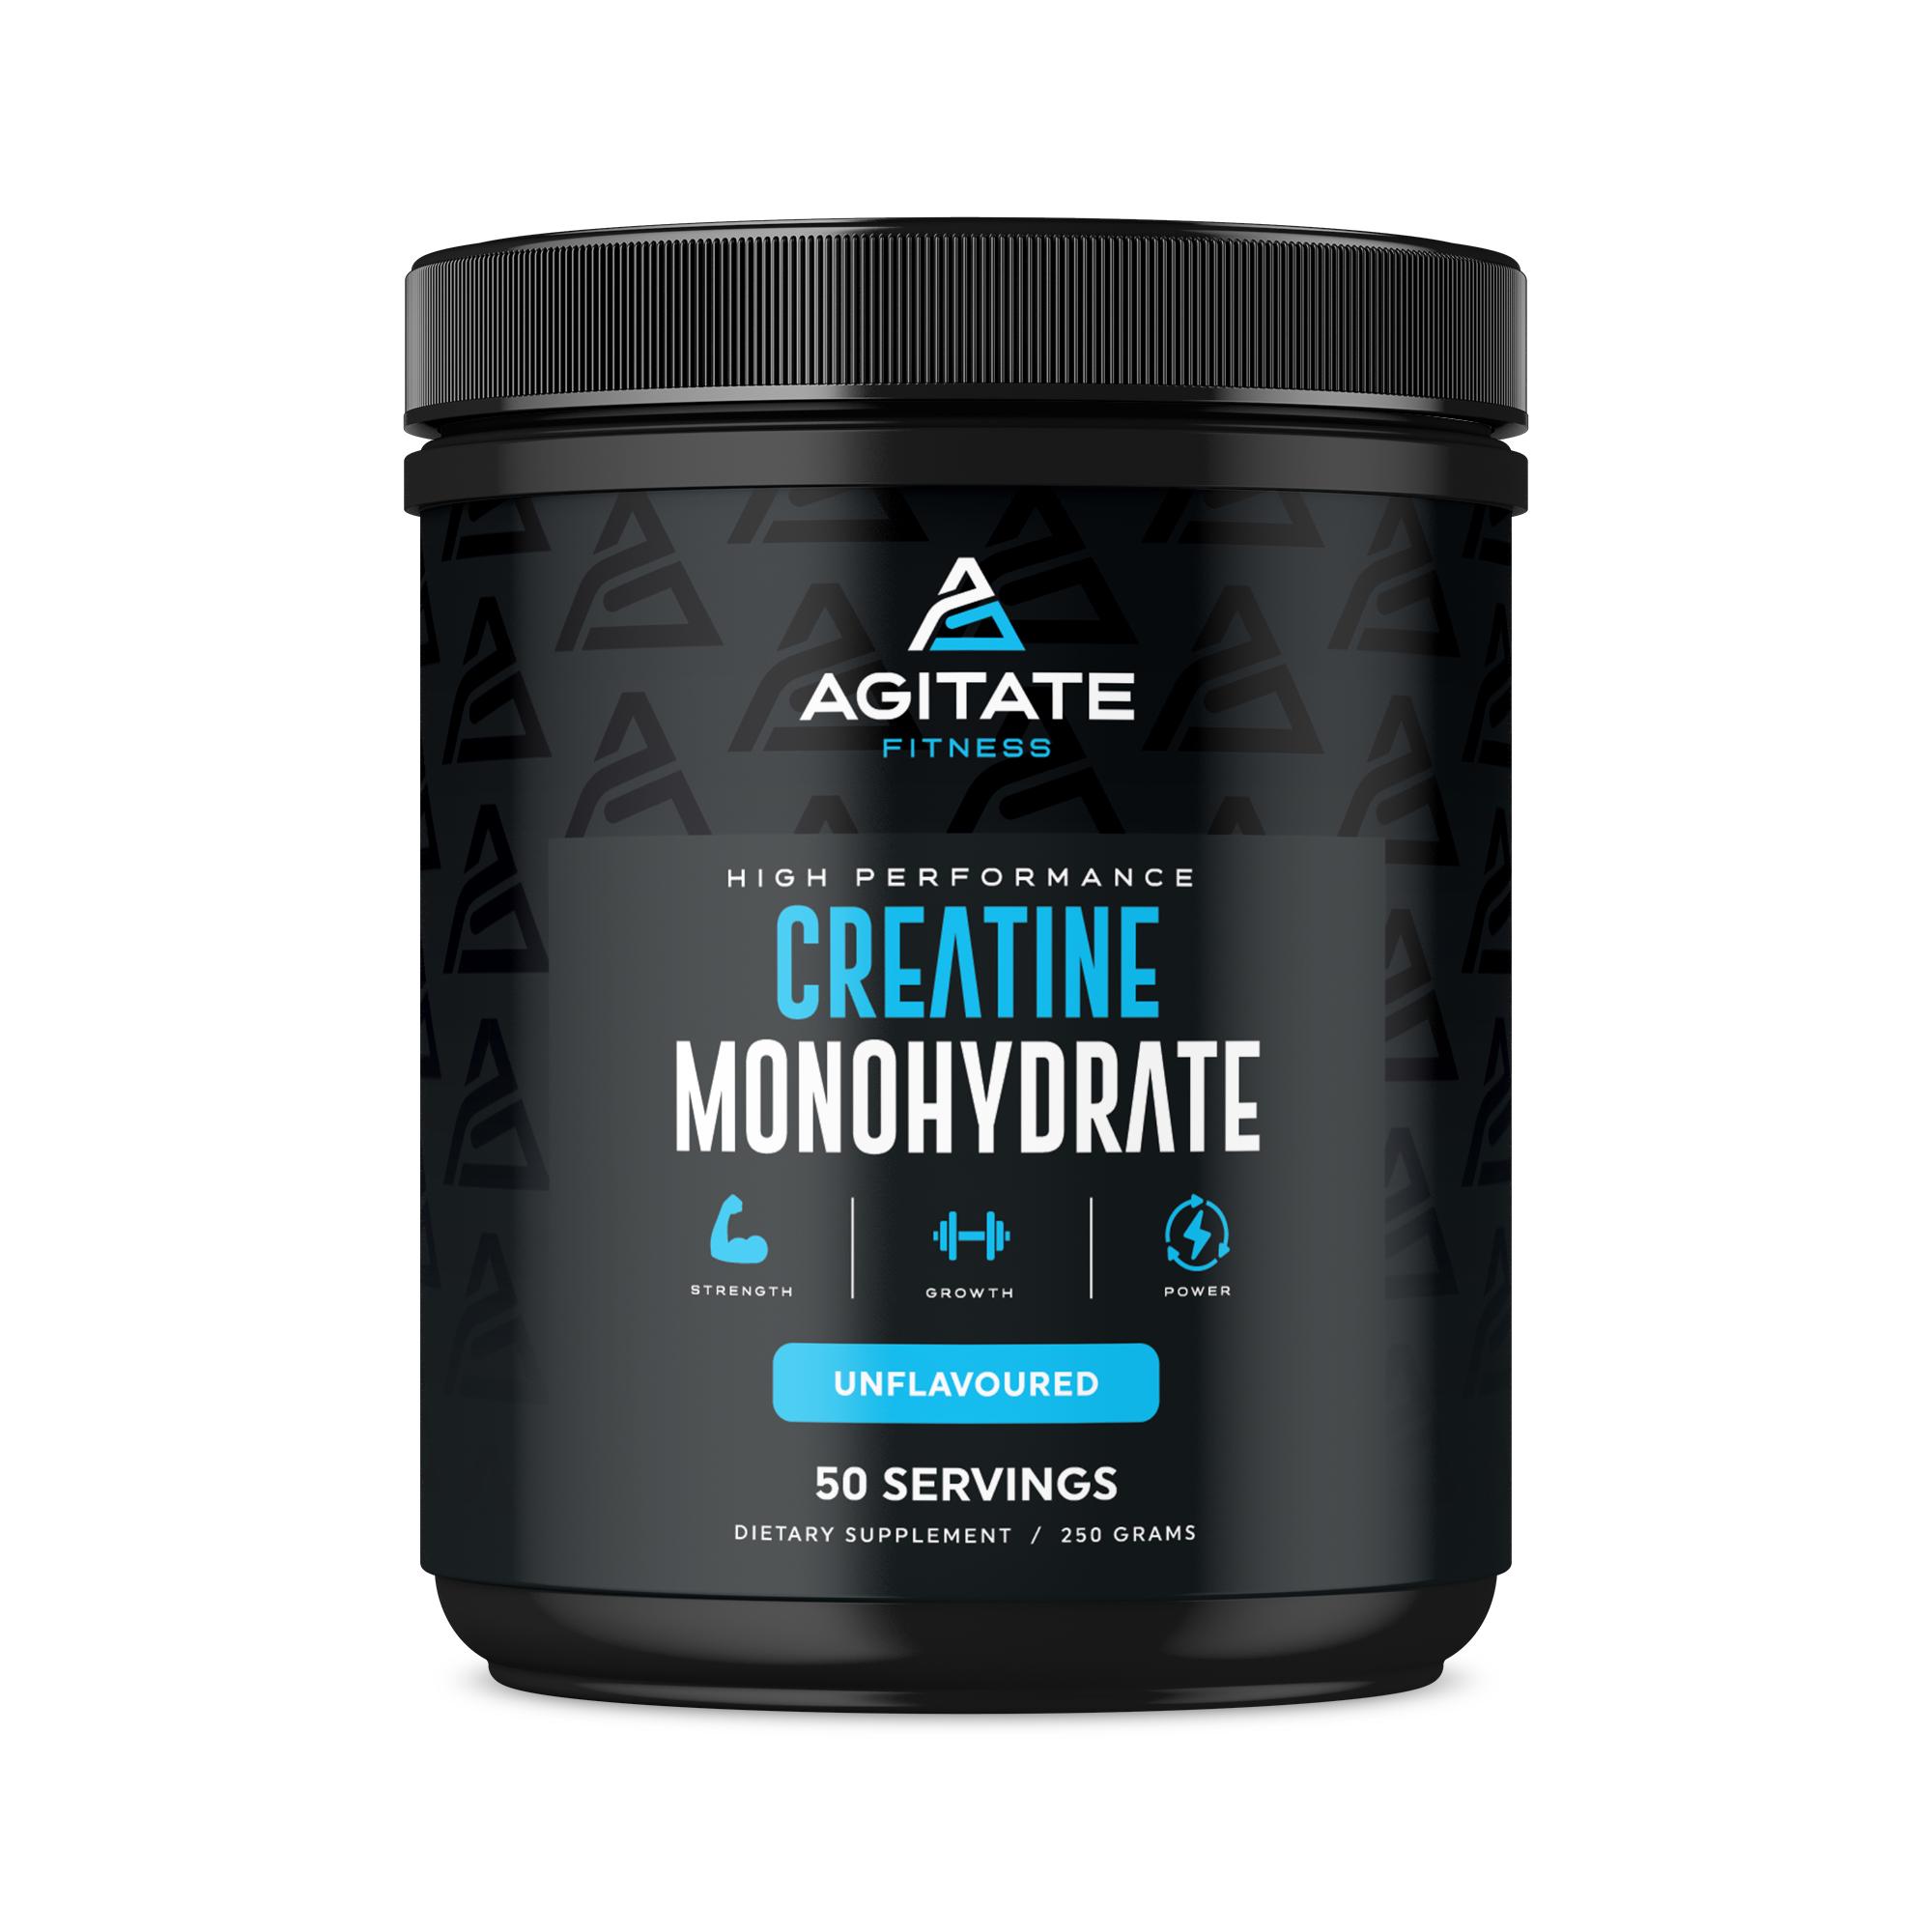 AGITATE
FITNESS
HIGH PERFORMANCE
CREATINE
MONOHYDRATE
STRENGTH
GROWTH
POWER
UNFLAVOURED
50 SERVINGS
DIETARY SUPPLEMENT / 250 GRAMS